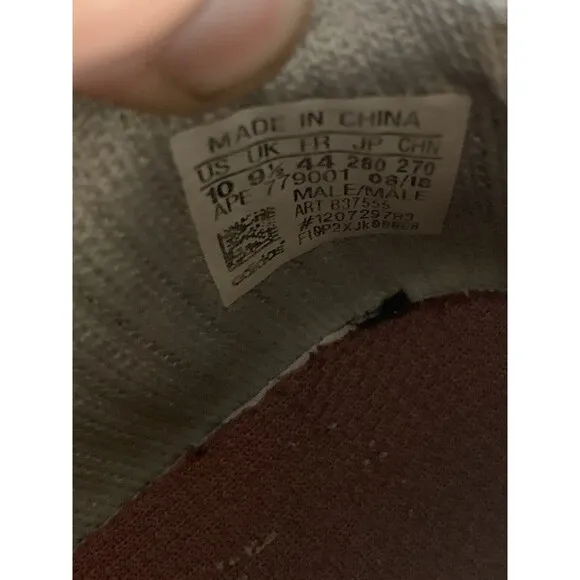 MADE IN CHINA
US UK FR JP CHN
10 9½ 44 280 270
APE 779001 08/18
MALE/MALE
ART B37555
#120729783
adidas